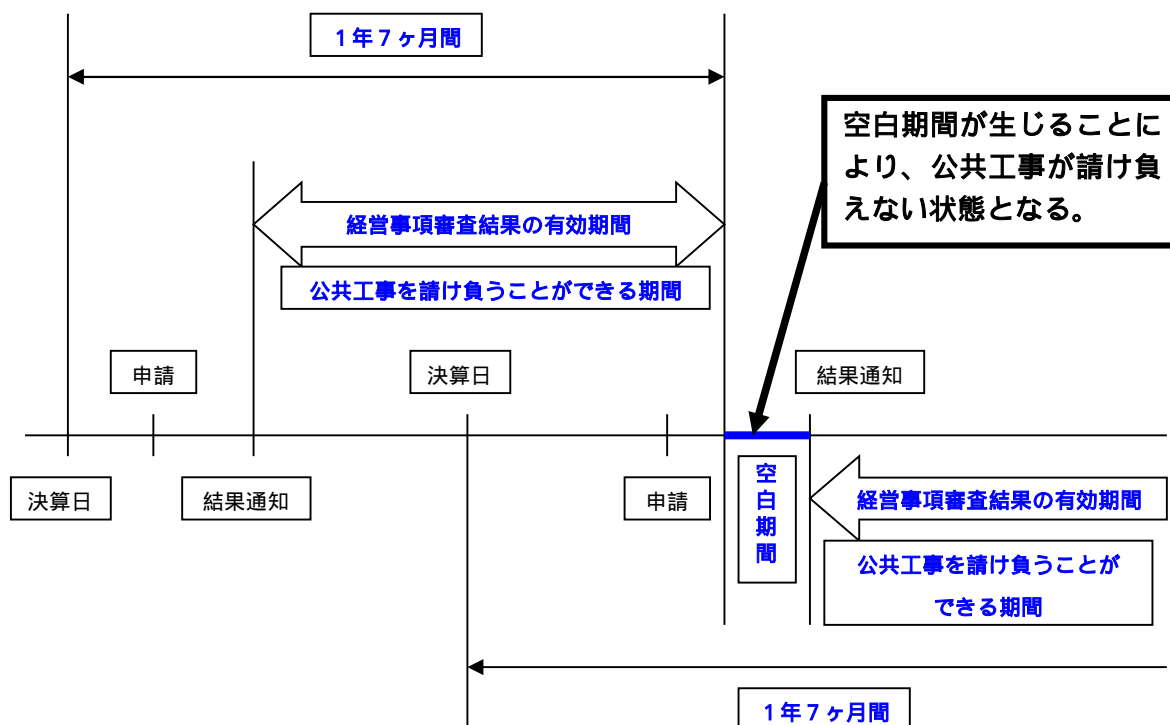 １年７ヶ月間
空白期間が生じることに
より、公共工事が請け負
えない状態となる。
経営事項審査結果の有効期間
公共工事を請け負うことができる期間
申請
決算日
結果通知
決算日
結果通知
申請
空白期間
経営事項審査結果の有効期間
公共工事を請け負うことが
できる期間
１年７ヶ月間